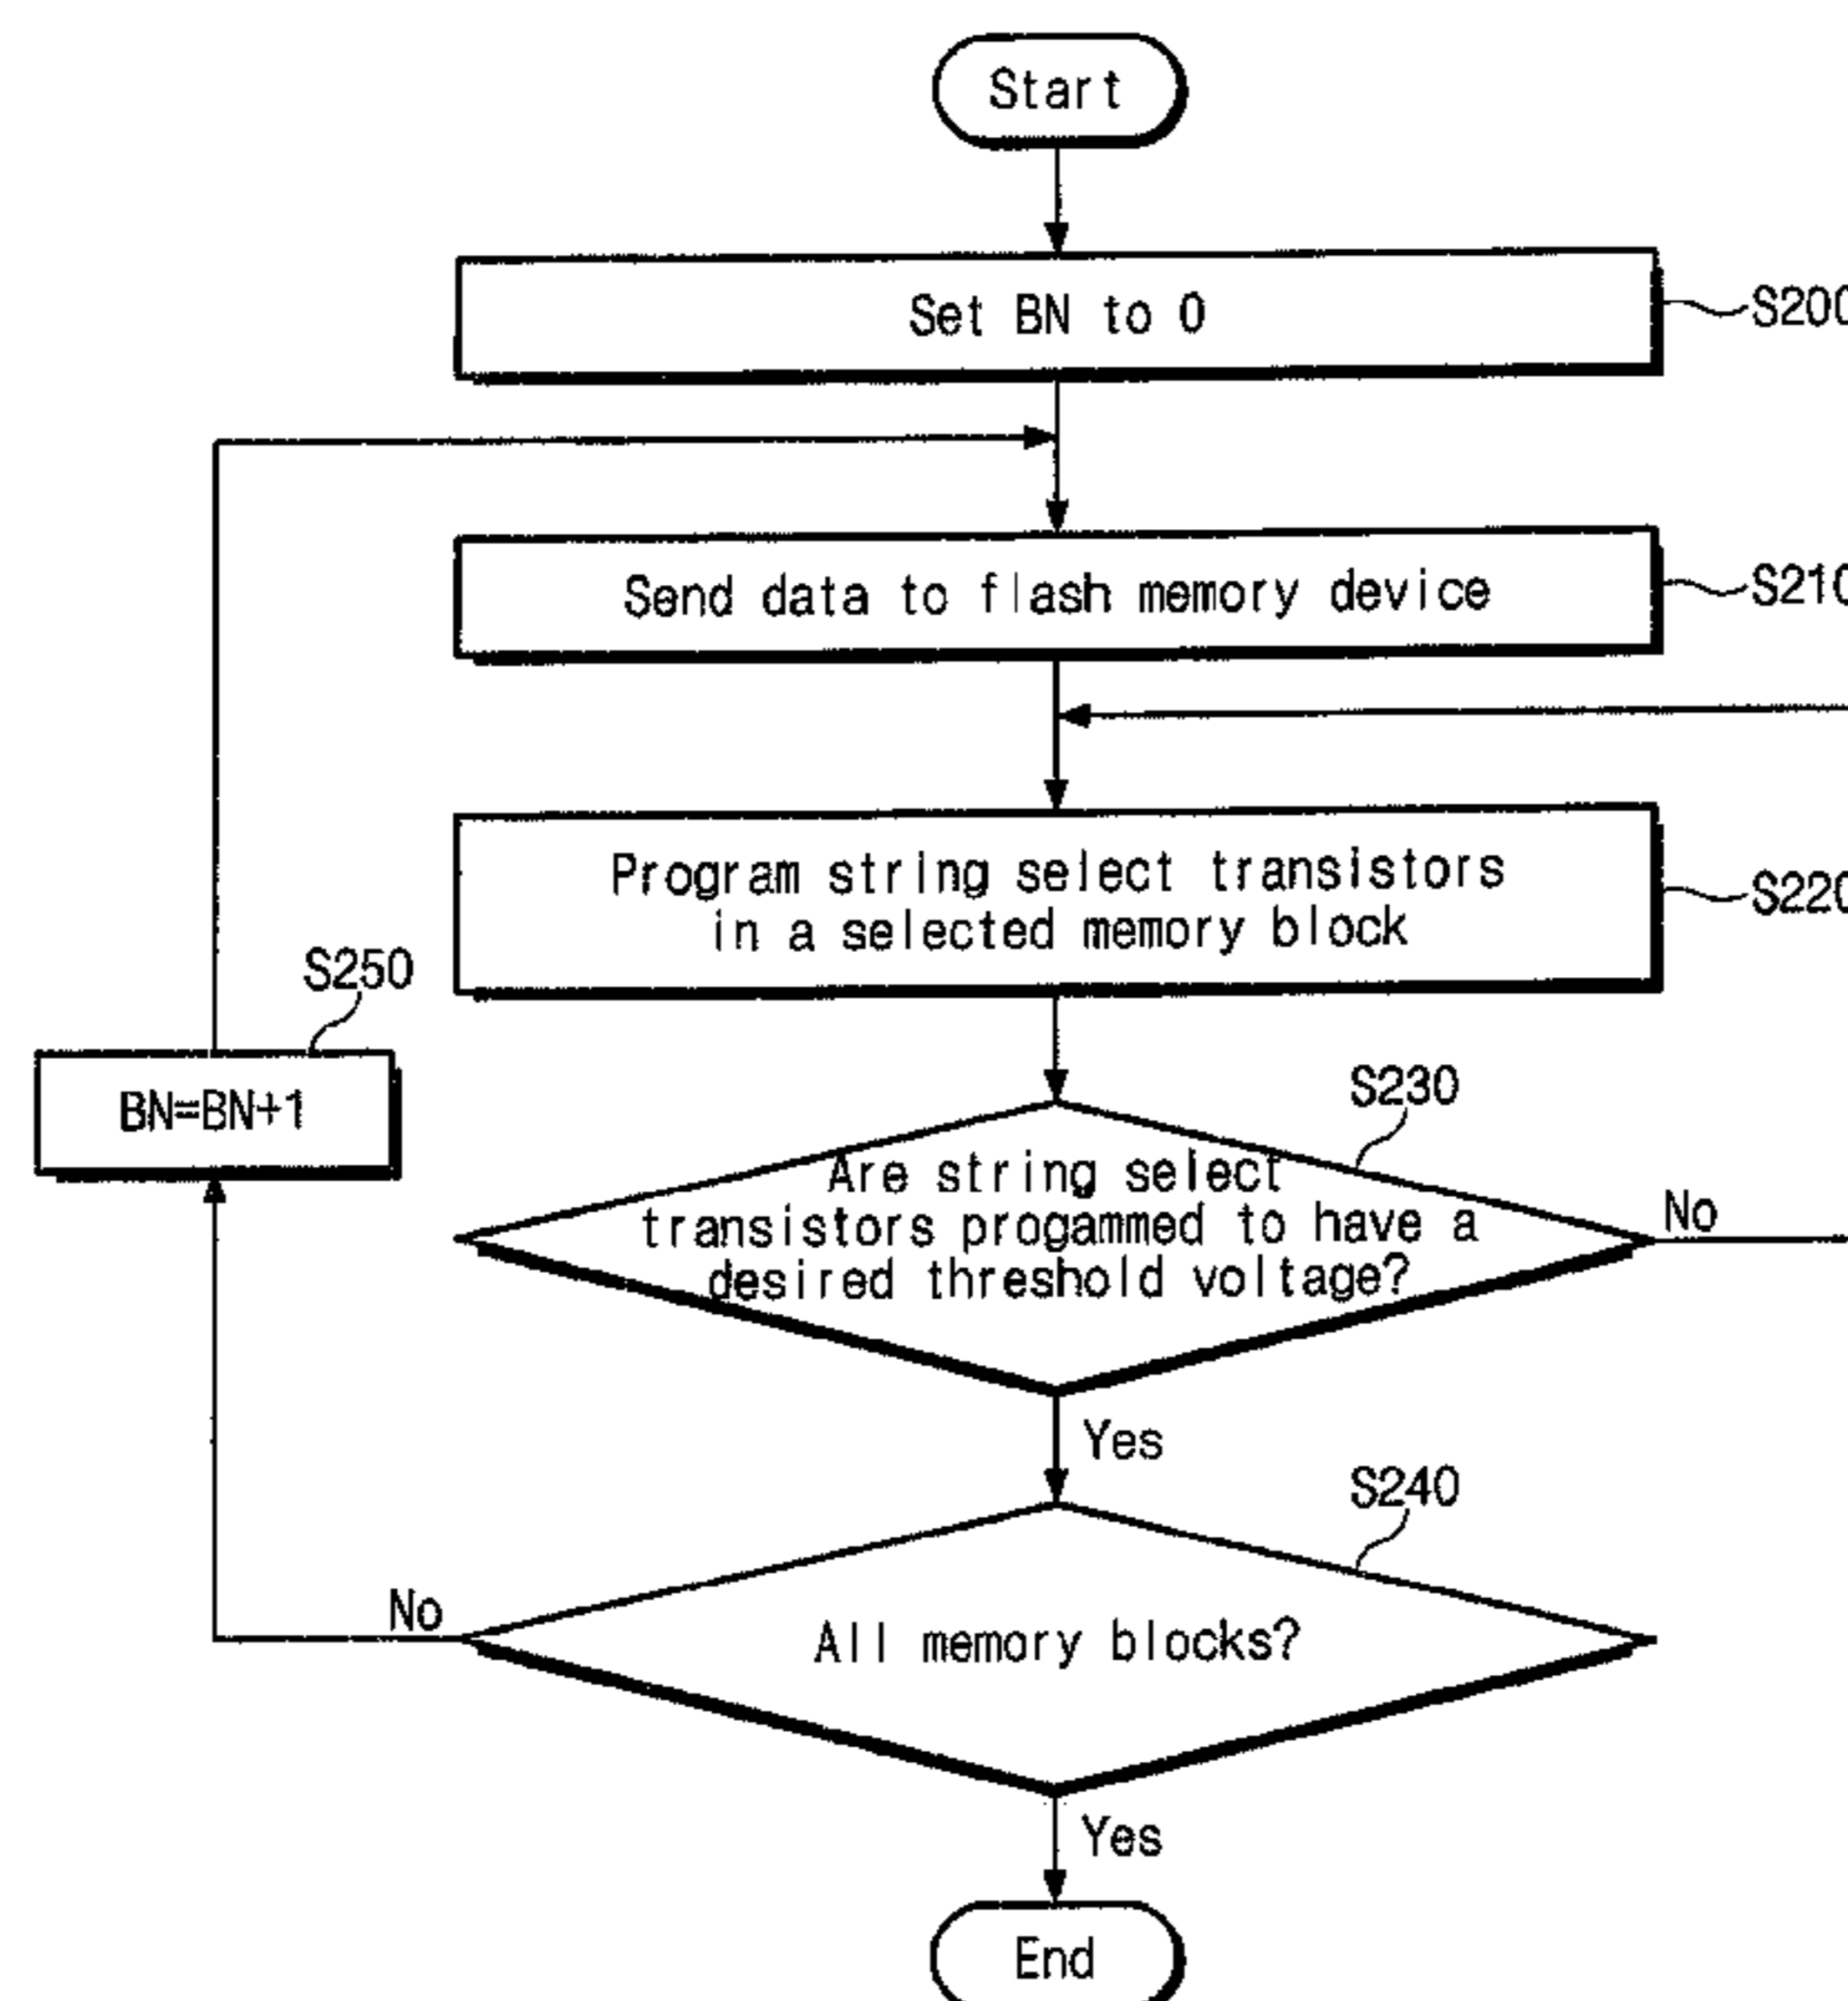 Start
Set BN to 0
S200
Send data to flash memory device
S210
Program string select transistors
in a selected memory block
S220
S250
BN=BN+1
S230
Are string select
transistors progammed to have a
desired threshold voltage?
No
Yes
S240
No
All memory blocks?
Yes
End